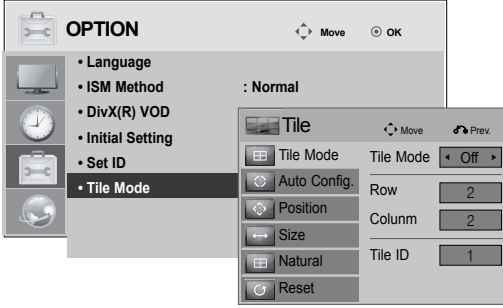 OPTION
Move
OK
• Language
• ISM Method : Normal
• DivX(R) VOD
• Initial Setting
• Set ID
• Tile Mode
Tile
Move
Prev.
Tile Mode
Auto Config.
Position
Size
Natural
Reset
Tile Mode Off
Row 2
Colunm 2
Tile ID 1